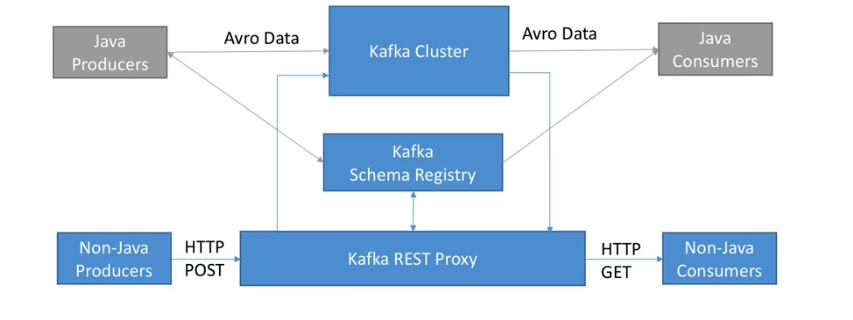 Java
Producers
Avro Data
Kafka Cluster
Avro Data
Java
Consumers
Kafka
Schema Registry
Non-Java
Producers
HTTP
POST
Kafka REST Proxy
HTTP
GET
Non-Java
Consumers